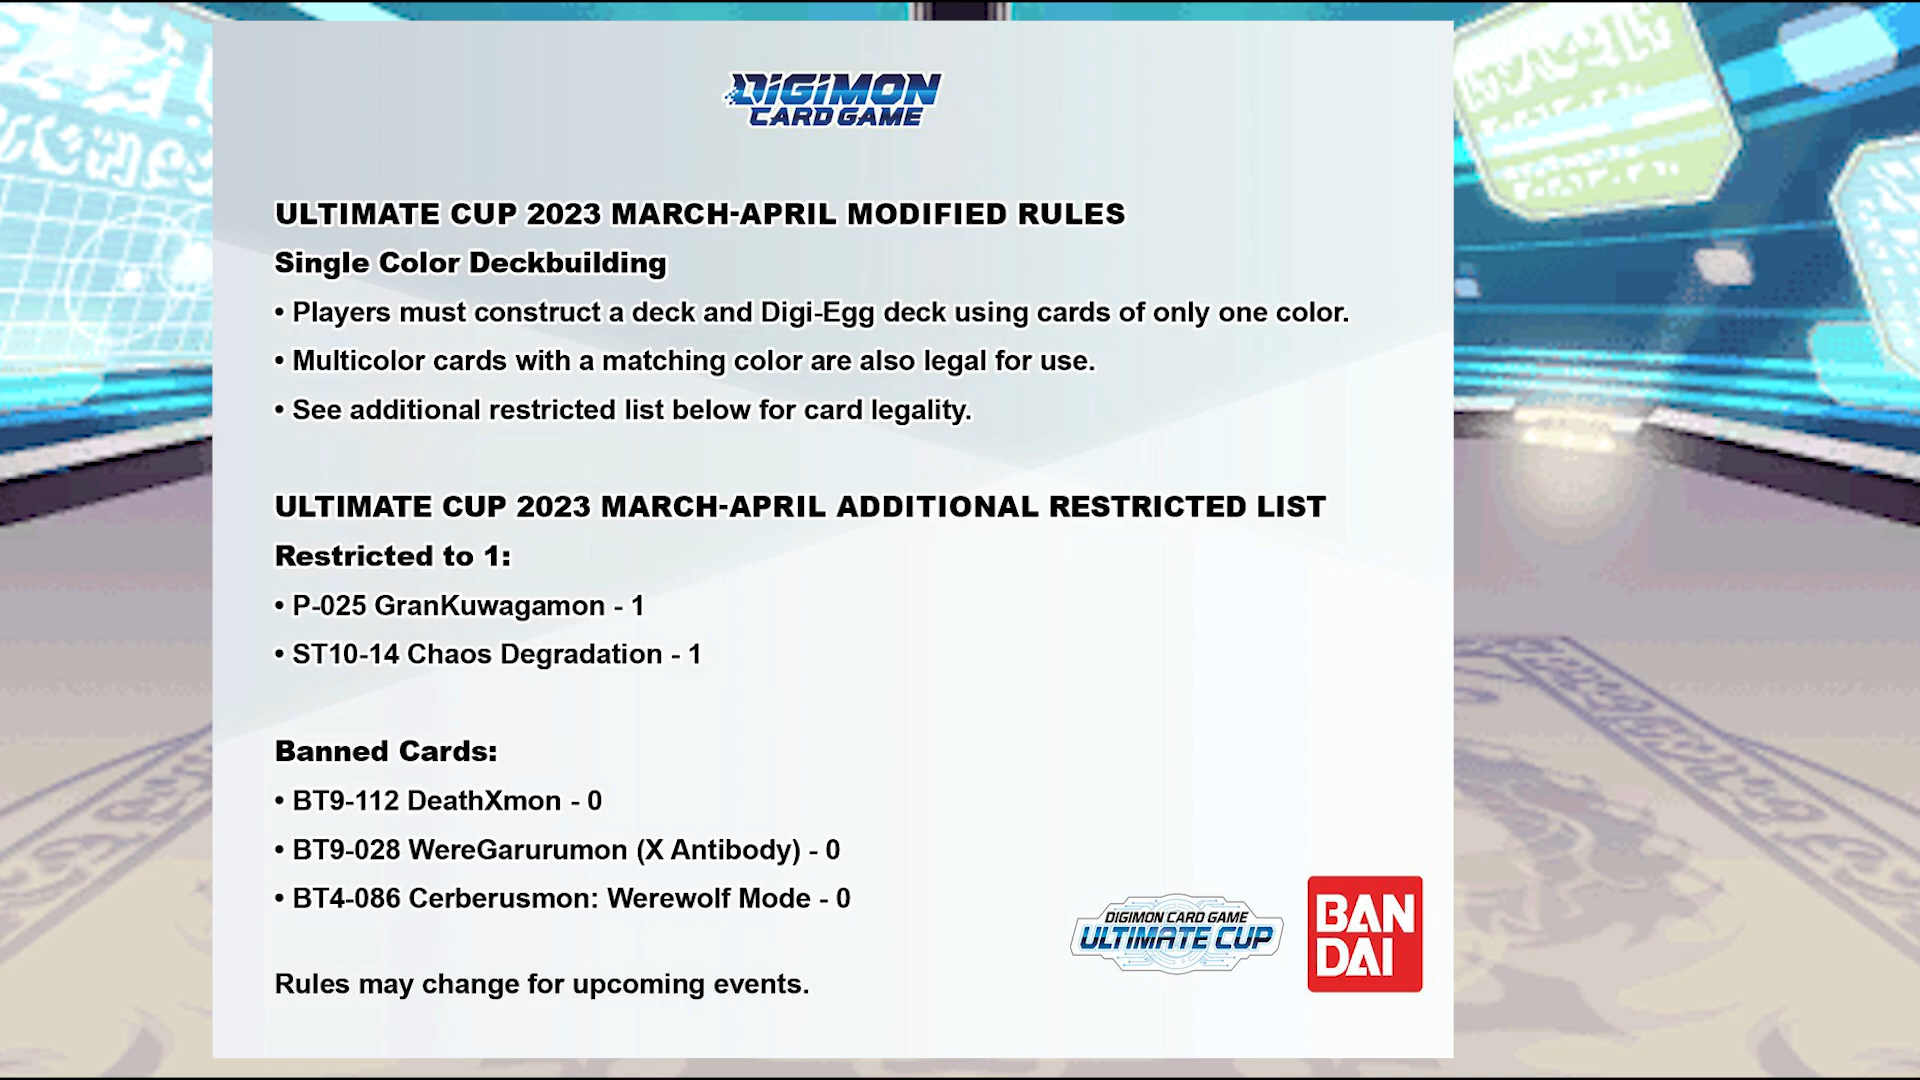 DIGIMON
CARD GAME
ULTIMATE CUP 2023 MARCH-APRIL MODIFIED RULES
Single Color Deckbuilding
• Players must construct a deck and Digi-Egg deck using cards of only one color.
• Multicolor cards with a matching color are also legal for use.
• See additional restricted list below for card legality.
ULTIMATE CUP 2023 MARCH-APRIL ADDITIONAL RESTRICTED LIST
Restricted to 1:
• P-025 GranKuwagamon - 1
• ST10-14 Chaos Degradation - 1
Banned Cards:
• BT9-112 DeathXmon - 0
• BT9-028 WereGarurumon (X Antibody) - 0
• BT4-086 Cerberusmon: Werewolf Mode - 0
Rules may change for upcoming events.
DIGIMON CARD GAME
ULTIMATE CUP
BAN
DAI